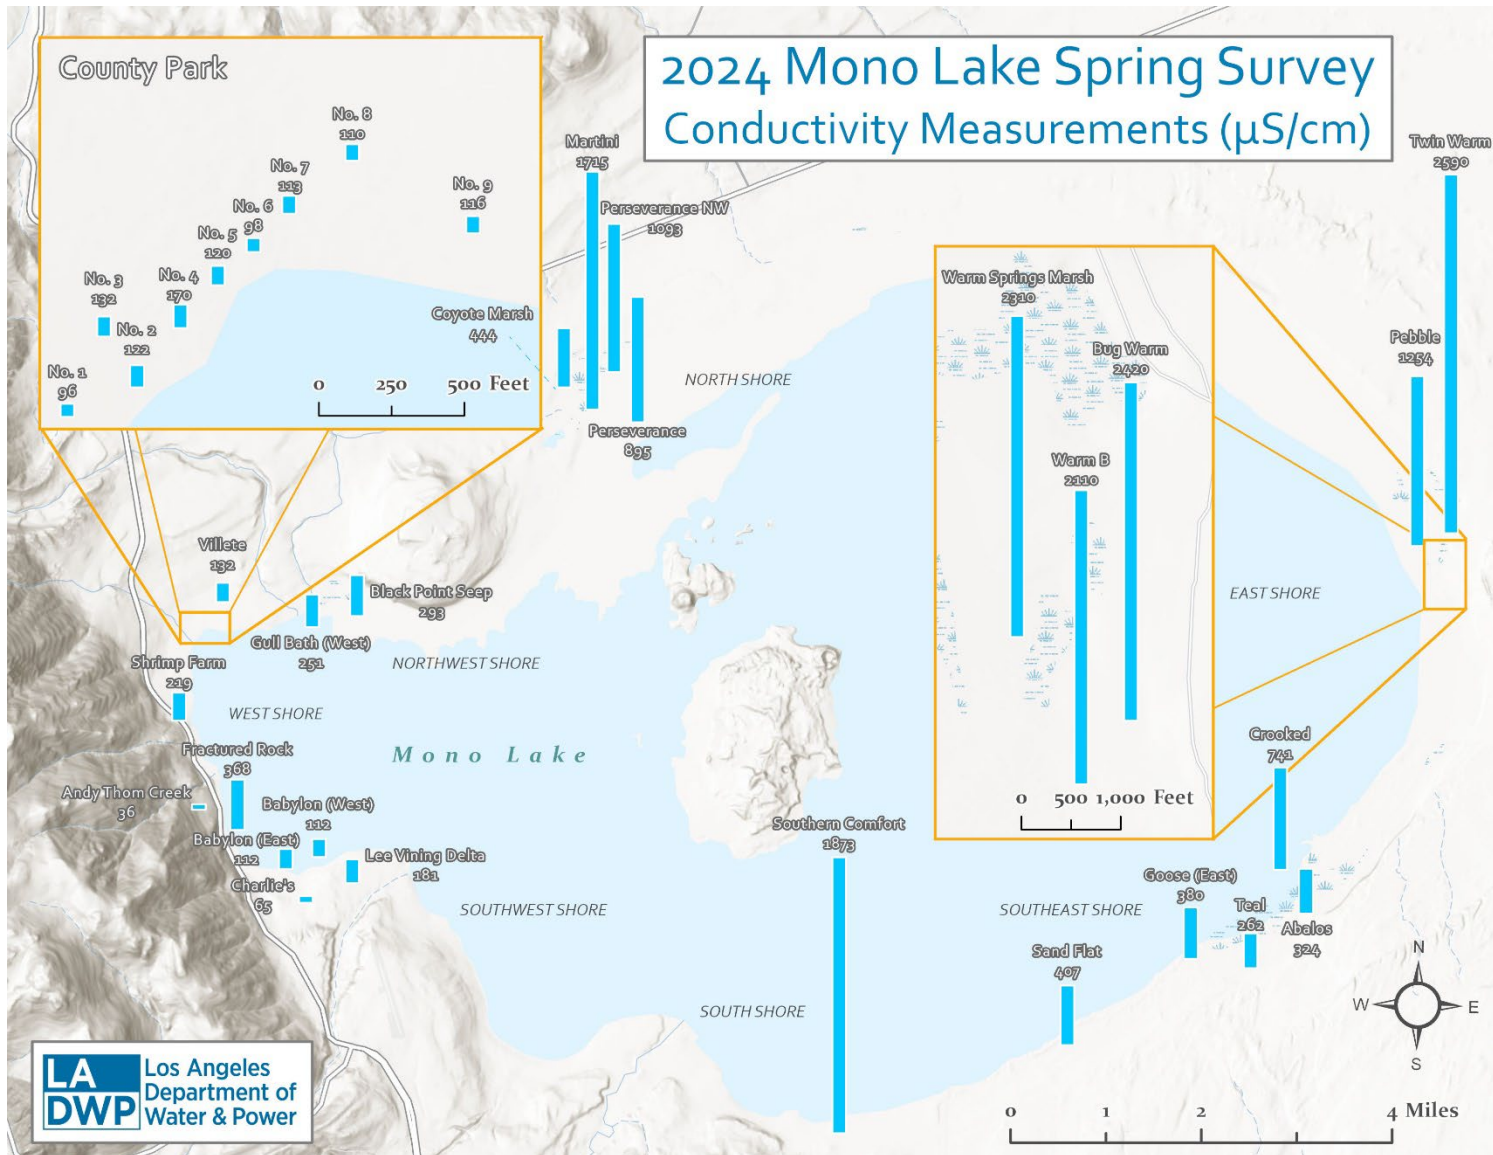 2024 Mono Lake Spring Survey
Conductivity Measurements (µS/cm)
County Park
No. 8
110
No. 7
113
No. 9
116
No. 6
98
No. 5
120
No. 4
170
No. 3
132
No. 2
122
No. 1
96
0 250 500 Feet
Martini
1715
Perseverance NW
1093
Coyote Marsh
444
Perseverance
895
NORTH SHORE
Twin Warm
2590
Pebble
1254
Warm Springs Marsh
2310
Bug Warm
2420
Warm B
2110
0 500 1,000 Feet
EAST SHORE
Villete
132
Black Point Seep
293
Gull Bath (West)
251
NORTHWEST SHORE
Shrimp Farm
219
WEST SHORE
Mono Lake
Fractured Rock
368
Andy Thom Creek
36
Babylon (West)
112
Babylon (East)
112
Lee Vining Delta
181
Charlie's
65
SOUTHWEST SHORE
Southern Comfort
1873
SOUTH SHORE
Crooked
741
Goose (East)
380
Teal
262
Abalos
324
SOUTHEAST SHORE
Sand Flat
407
N
W E
S
0 1 2 4 Miles
LA
DWP
Los Angeles
Department of
Water & Power